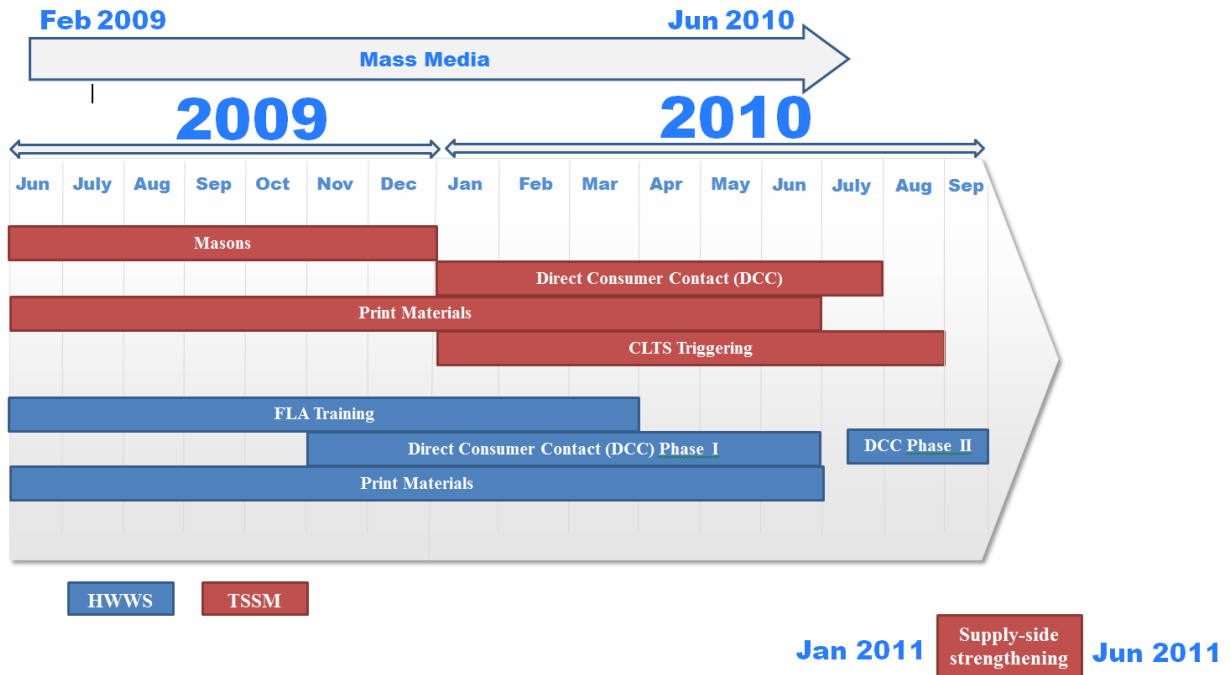 Feb 2009
Jun 2010
Mass Media
2009
2010
Jun July Aug Sep Oct Nov Dec Jan Feb Mar Apr May Jun July Aug Sep
Masons
Direct Consumer Contact (DCC)
Print Materials
CLTS Triggering
FLA Training
Direct Consumer Contact (DCC) Phase I
DCC Phase II
Print Materials
HWWS
TSSM
Jan 2011
Supply-side
strengthening
Jun 2011